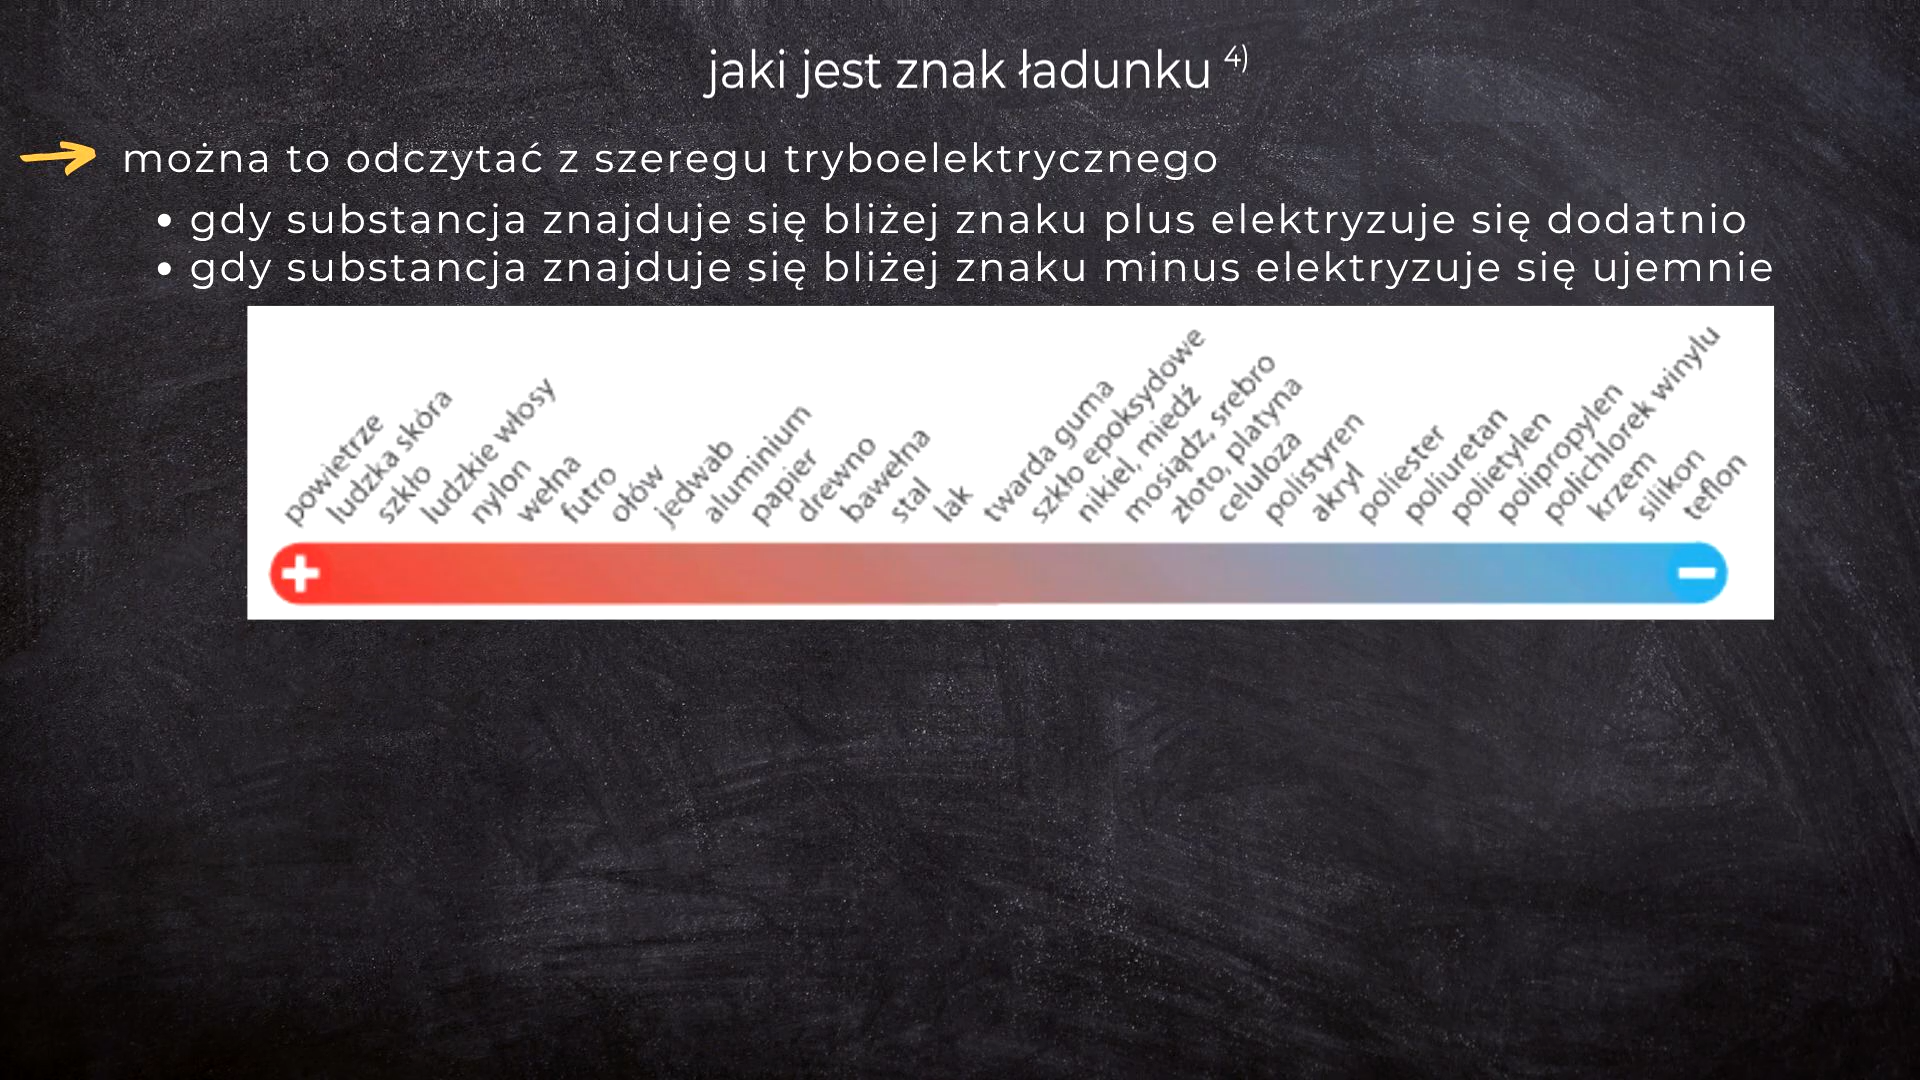 jaki jest znak ładunku 4)
można to odczytać z szeregu tryboelektrycznego
• gdy substancja znajduje się bliżej znaku plus elektryzuje się dodatnio
• gdy substancja znajduje się bliżej znaku minus elektryzuje się ujemnie
powietrze
ludzka skóra
szkło
ludzkie włosy
nylon
wełna
futro
ołów
jedwab
aluminium
papier
drewno
bawełna
stal
lak
twarda guma
szkło epoksydowe
nikiel, miedź
mosiądz, srebro
złoto, platyna
celuloza
polistyren
akryl
poliester
poliuretan
polietylen
polipropylen
polichlorek winylu
krzem
silikon
teflon
+ −